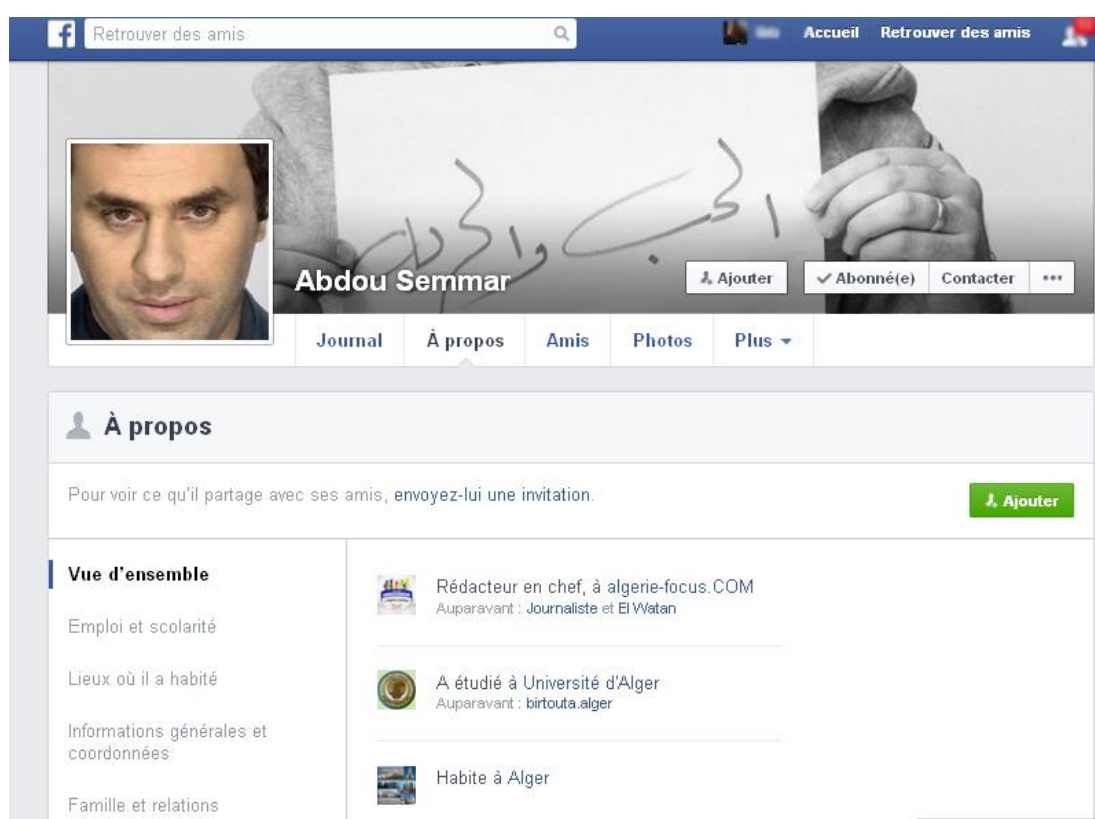 Retrouver des amis
Accueil Retrouver des amis
الحب والحرية
Abdou Semmar
Ajouter
Abonné(e) Contacter
Journal À propos Amis Photos Plus
À propos
Pour voir ce qu'il partage avec ses amis, envoyez-lui une invitation.
Ajouter
Vue d'ensemble
Emploi et scolarité
Lieux où il a habité
Informations générales et
coordonnées
Famille et relations
Rédacteur en chef, à algerie-focus.COM
Auparavant : Journaliste et El Watan
A étudié à Université d'Alger
Auparavant : birtouta.alger
Habite à Alger